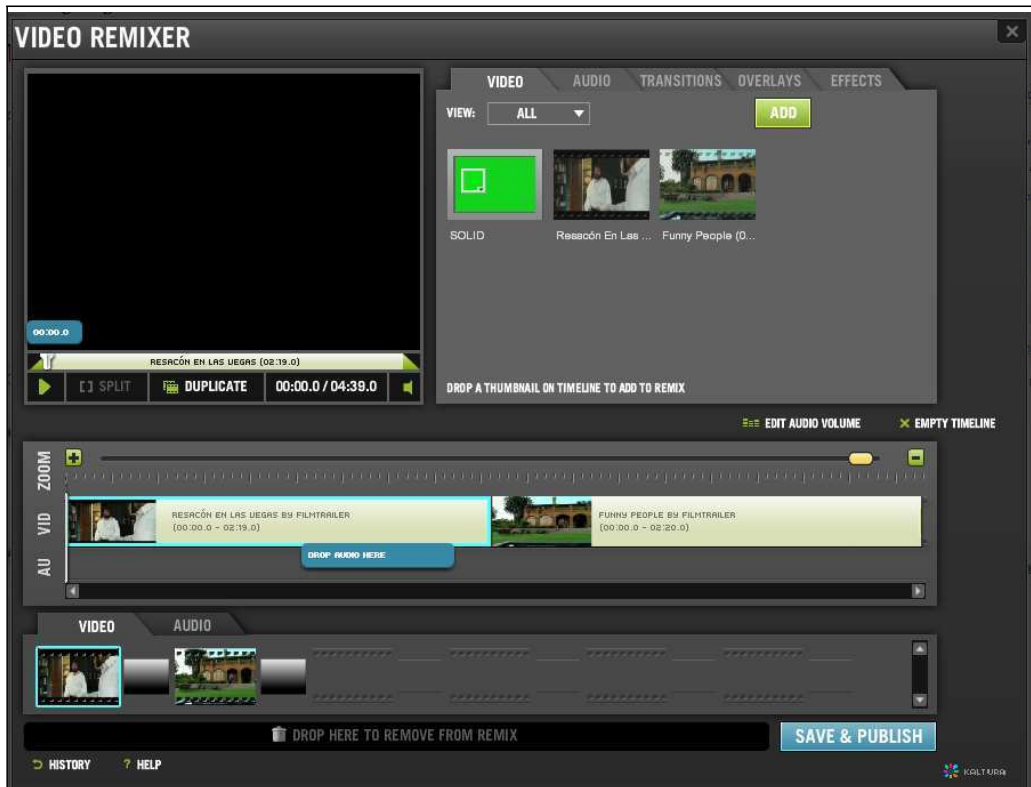 VIDEO REMIXER
VIDEO AUDIO TRANSITIONS OVERLAYS EFFECTS
VIEW: ALL ADD
SOLID Resacón En Las ... Funny People (0...
00:00.0
RESACÓN EN LAS VEGAS (02:19.0)
[ ] SPLIT DUPLICATE 00:00.0 / 04:39.0
DROP A THUMBNAIL ON TIMELINE TO ADD TO REMIX
EDIT AUDIO VOLUME EMPTY TIMELINE
ZOOM
VID
RESACÓN EN LAS VEGAS BY FILMTRAILER
(00:00.0 - 02:19.0)
FUNNY PEOPLE BY FILMTRAILER
(00:00.0 - 02:20.0)
AU
DROP AUDIO HERE
VIDEO AUDIO
DROP HERE TO REMOVE FROM REMIX
SAVE & PUBLISH
HISTORY ? HELP
KALTURA